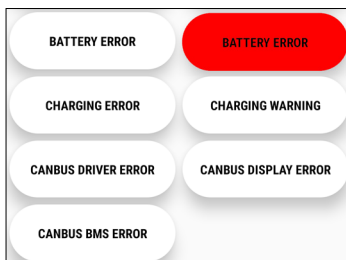 BATTERY ERROR BATTERY ERROR
CHARGING ERROR CHARGING WARNING
CANBUS DRIVER ERROR CANBUS DISPLAY ERROR
CANBUS BMS ERROR